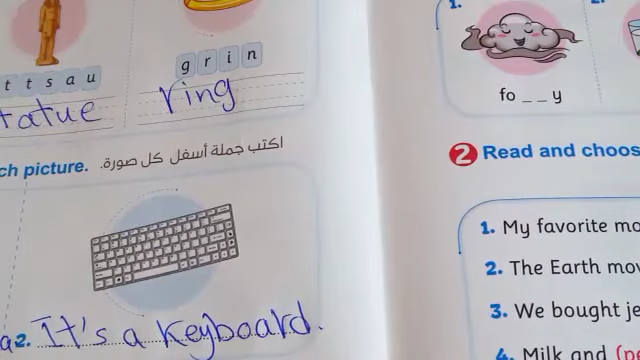 t t s a u
tatue
g r i n
ring
ch picture. اكتب جملة أسفل كل صورة.
a2. It's a keyboard.
1.
fo _ _ y
2 Read and choos
1. My favorite mo
2. The Earth mov
3. We bought je
4. Milk and (pe